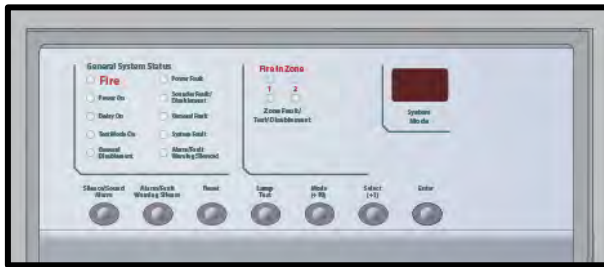 General System Status
Fire
Power On
Delay On
Test Mode On
General
Disablement
Power Fault
Sounder Fault/
Disablement
General Fault
System Fault
Alarm/Fault
Warning Silenced
Fire In Zone
1 2
Zone Fault/
Test/Disablement
System
Mode
Silence/Sound
Alarm
Alarm/Fault
Warning Silence
Reset
Lamp
Test
Mode
(+10)
Select
(+1)
Enter